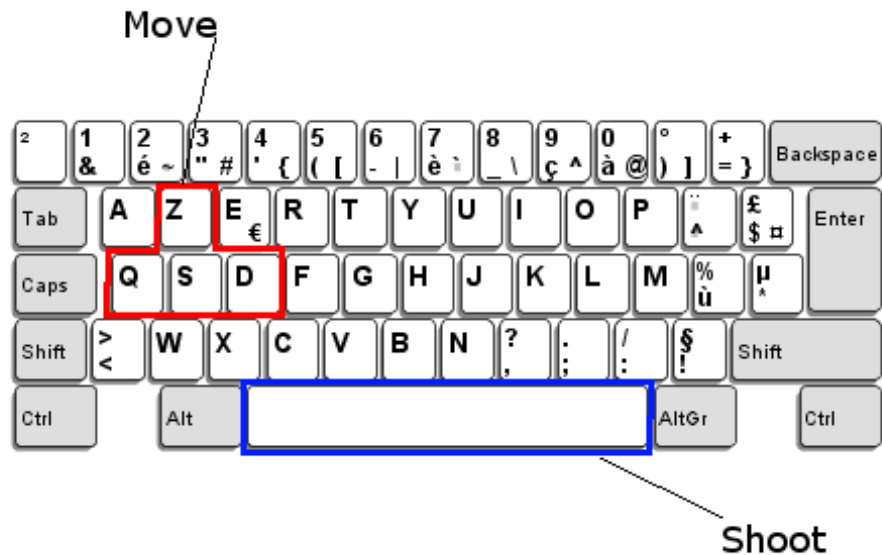 Move
² 1 & 2 é ~ 3 " # 4 ' { 5 ( [ 6 - | 7 è ` 8 _ \ 9 ç ^ 0 à @ ° ) ] + = } Backspace
Tab A Z E € R T Y U I O P ¨ ^ £ $ ¤ Enter
Caps Q S D F G H J K L M % ù µ *
Shift > < W X C V B N ? , . ; / : § ! Shift
Ctrl Alt AltGr Ctrl
Shoot